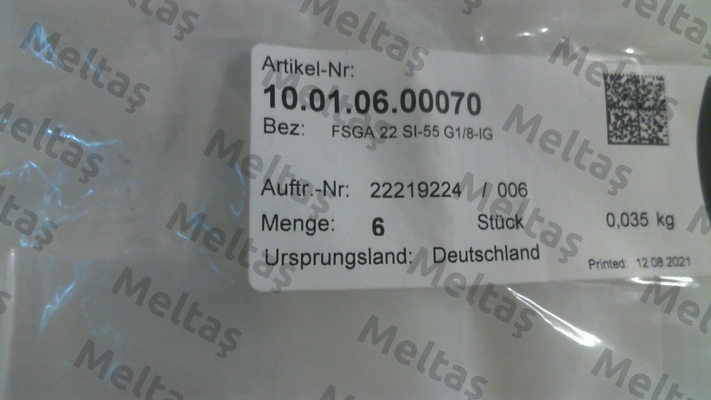 Artikel-Nr:
10.01.06.00070
Bez: FSGA 22 SI-55 G1/8-IG
Auftr.-Nr: 22219224 / 006
Menge: 6 Stück 0,035 kg
Ursprungsland: Deutschland
Printed: 12.08.2021
Meltaş